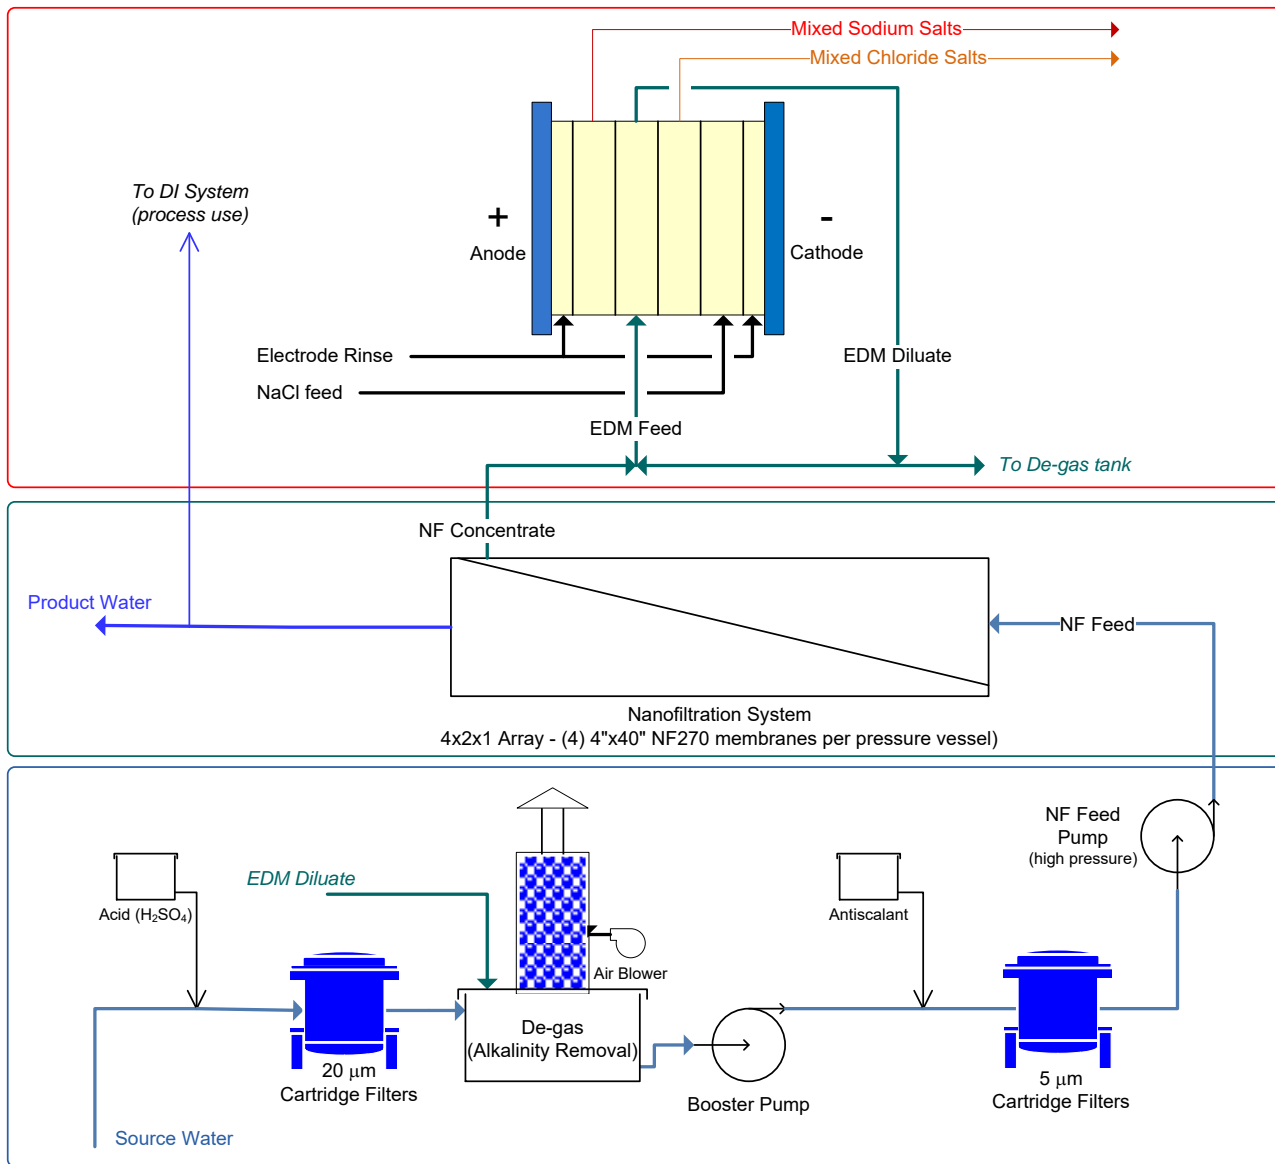 Mixed Sodium Salts
Mixed Chloride Salts
To DI System
(process use)
+
-
Anode
Cathode
Electrode Rinse
EDM Diluate
NaCl feed
EDM Feed
To De-gas tank
NF Concentrate
Product Water
NF Feed
Nanofiltration System
4x2x1 Array - (4) 4"x40" NF270 membranes per pressure vessel)
NF Feed
Pump
(high pressure)
EDM Diluate
Acid (H₂SO₄)
Antiscalant
Air Blower
De-gas
(Alkalinity Removal)
20 μm
Cartridge Filters
Booster Pump
5 μm
Cartridge Filters
Source Water